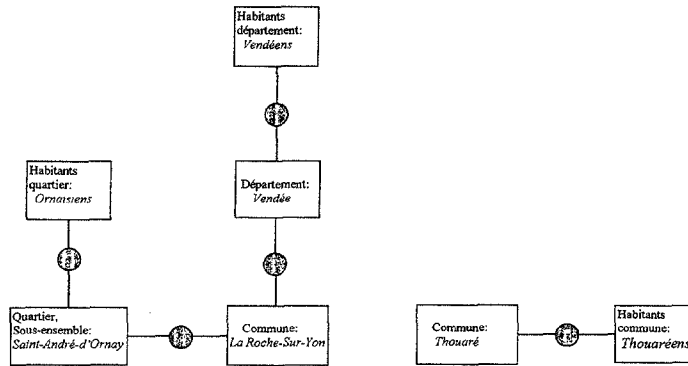 Habitants
département:
Vendéens
Habitants
quartier:
Ornaisiens
Département:
Vendée
Quartier,
Sous-ensemble:
Saint-André-d'Ornay
Commune:
La Roche-Sur-Yon
Commune:
Thouaré
Habitants
commune:
Thouaréens